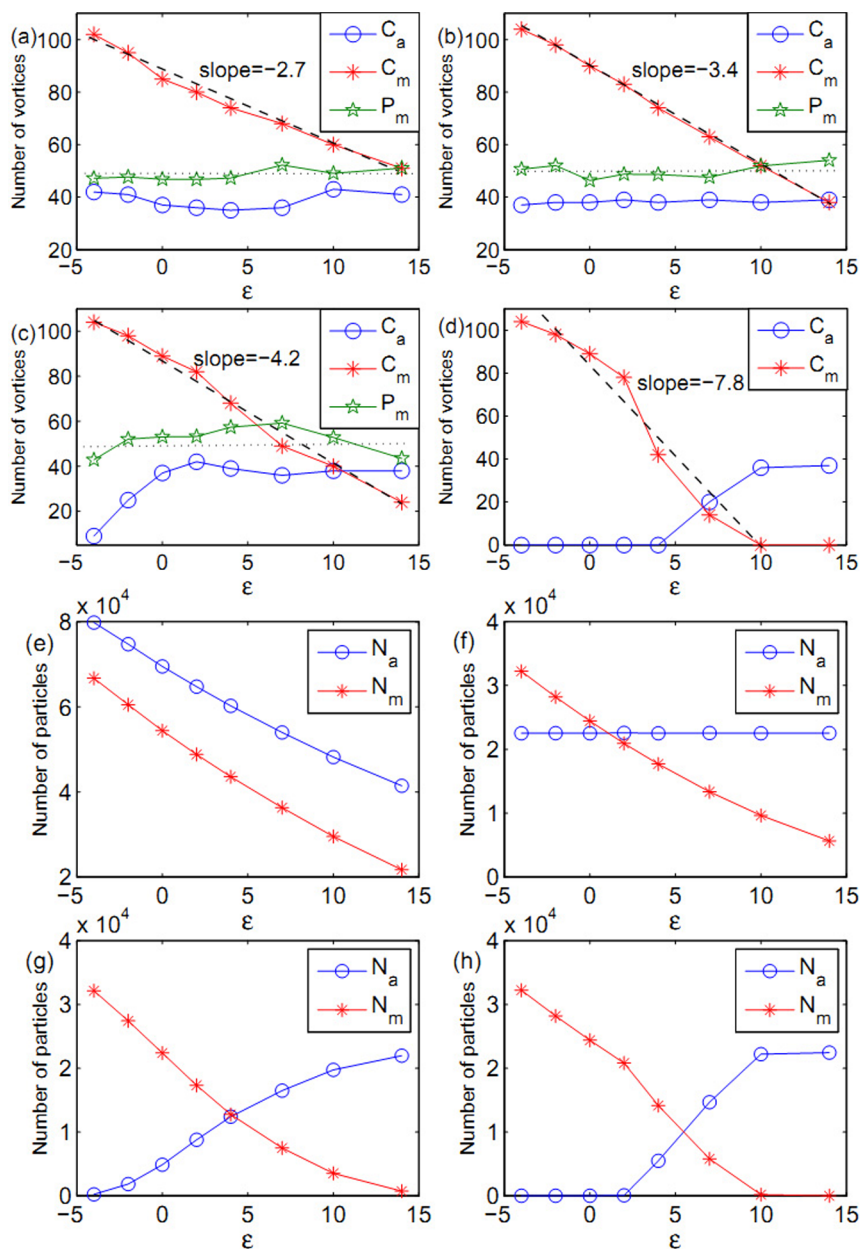 (a)
Number of vortices
100
80
60
40
20
−5
0
5
10
15
ε
slope=−2.7
C_a
C_m
P_m
(b)
Number of vortices
100
80
60
40
20
−5
0
5
10
15
ε
slope=−3.4
C_a
C_m
P_m
(c)
Number of vortices
100
80
60
40
20
−5
0
5
10
15
ε
slope=−4.2
C_a
C_m
P_m
(d)
Number of vortices
100
80
60
40
20
0
−5
0
5
10
15
ε
slope=−7.8
C_a
C_m
(e)
x 10^4
Number of particles
8
6
4
2
−5
0
5
10
15
ε
N_a
N_m
(f)
x 10^4
Number of particles
4
3
2
1
0
−5
0
5
10
15
ε
N_a
N_m
(g)
x 10^4
Number of particles
4
3
2
1
0
−5
0
5
10
15
ε
N_a
N_m
(h)
x 10^4
Number of particles
4
3
2
1
0
−5
0
5
10
15
ε
N_a
N_m